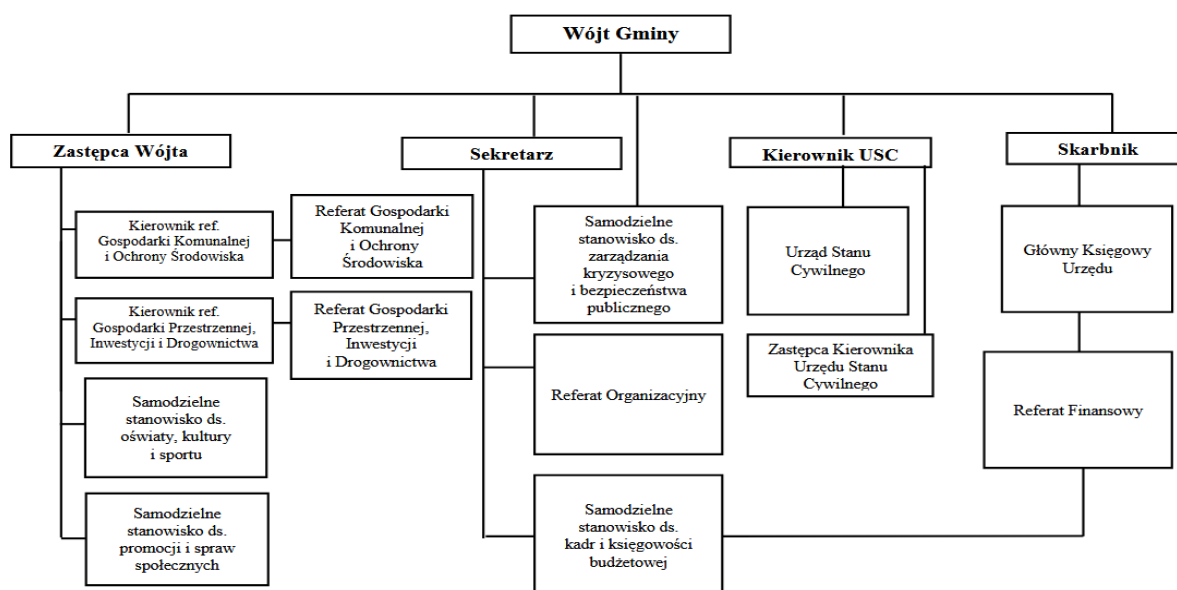 Wójt Gminy
Zastępca Wójta
Sekretarz
Kierownik USC
Skarbnik
Kierownik ref.
Gospodarki Komunalnej
i Ochrony Środowiska
Referat Gospodarki
Komunalnej
i Ochrony
Środowiska
Kierownik ref.
Gospodarki Przestrzennej,
Inwestycji i Drogownictwa
Referat Gospodarki
Przestrzennej,
Inwestycji
i Drogownictwa
Samodzielne
stanowisko ds.
oświaty, kultury
i sportu
Samodzielne
stanowisko ds.
promocji i spraw
społecznych
Samodzielne
stanowisko ds.
zarządzania
kryzysowego
i bezpieczeństwa
publicznego
Referat Organizacyjny
Samodzielne
stanowisko ds.
kadr i księgowości
budżetowej
Urząd Stanu
Cywilnego
Zastępca Kierownika
Urzędu Stanu
Cywilnego
Główny Księgowy
Urzędu
Referat Finansowy